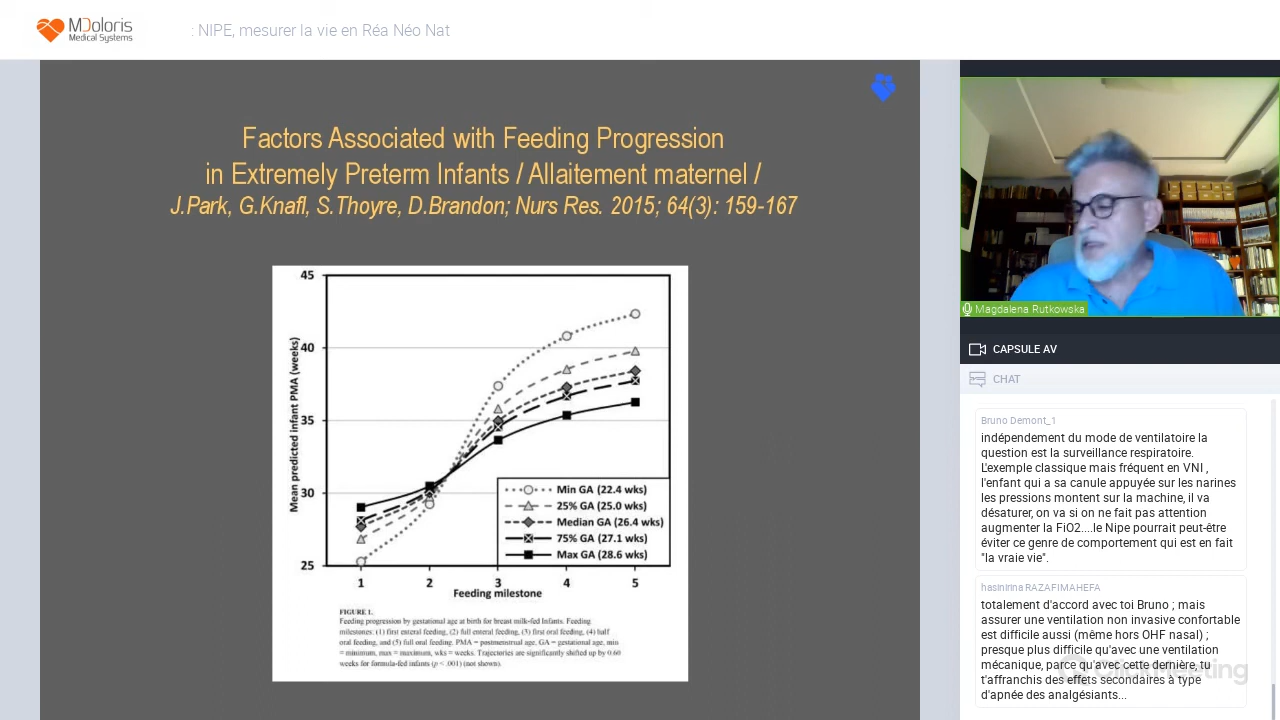 MDoloris
Medical Systems
: NIPE, mesurer la vie en Réa Néo Nat
Factors Associated with Feeding Progression
in Extremely Preterm Infants / Allaitement maternel /
J.Park, G.Knafl, S.Thoyre, D.Brandon; Nurs Res. 2015; 64(3): 159-167
45
40
35
30
25
Mean predicted infant PMA (weeks)
Min GA (22.4 wks)
25% GA (25.0 wks)
Median GA (26.4 wks)
75% GA (27.1 wks)
Max GA (28.6 wks)
1 2 3 4 5
Feeding milestone
FIGURE 1.
Feeding progression by gestational age at birth for breast milk-fed Infants. Feeding
milestones: (1) first enteral feeding, (2) full enteral feeding, (3) first oral feeding, (4) half
oral feeding, and (5) full oral feeding. PMA = postmenstrual age, GA = gestational age, min
= minimum, max = maximum, wks = weeks. Trajectories are significantly shifted up by 0.60
weeks for formula-fed infants (p < .001) (not shown).
Magdalena Rutkowska
CAPSULE AV
CHAT
Bruno Demont_1
indépendement du mode de ventilatoire la
question est la surveillance respiratoire.
L'exemple classique mais fréquent en VNI ,
l'enfant qui a sa canule appuyée sur les narines
les pressions montent sur la machine, il va
désaturer, on va si on ne fait pas attention
augmenter la FiO2....le Nipe pourrait peut-être
éviter ce genre de comportement qui est en fait
"la vraie vie".
hasinirina RAZAFIMAHEFA
totalement d'accord avec toi Bruno ; mais
assurer une ventilation non invasive confortable
est difficile aussi (même hors O, IF nasal) ;
presque plus difficile qu'avec une ventilation
mécanique, parce qu'avec cette dernière, tu
t'affranchis des effets secondaires à type
d'apnée des analgésiants...
ClickMeeting